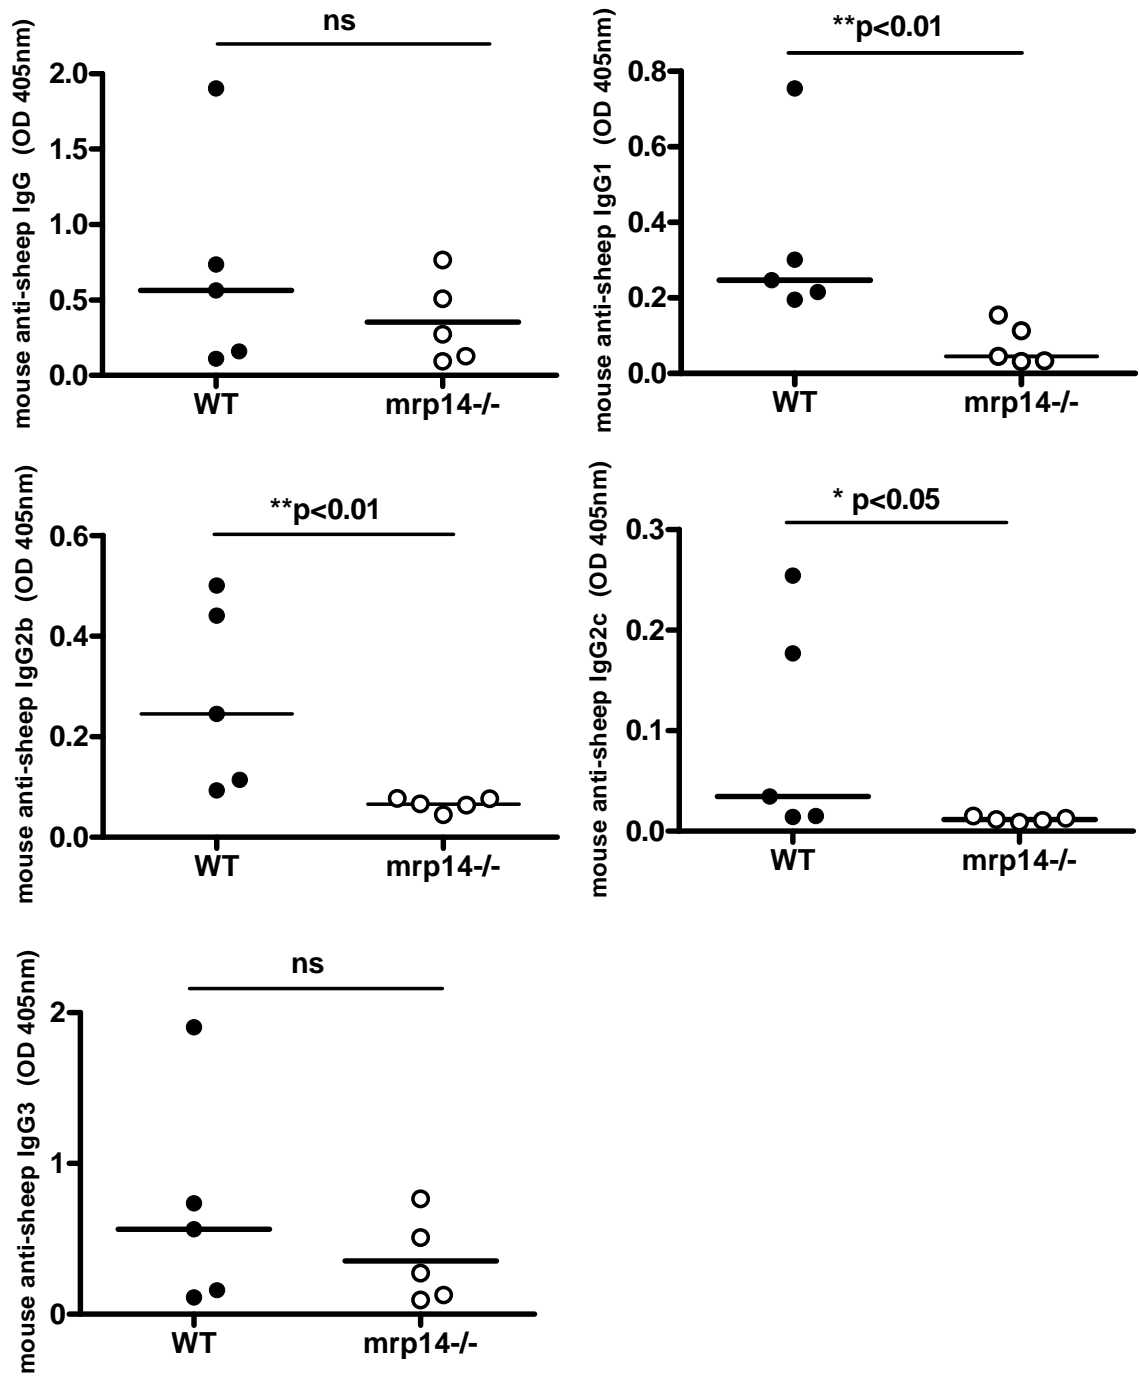 ns
mouse anti-sheep IgG (OD 405nm)
2.0
1.5
1.0
0.5
0.0
WT mrp14-/-
**p<0.01
mouse anti-sheep IgG1 (OD 405nm)
0.8
0.6
0.4
0.2
0.0
WT mrp14-/-
**p<0.01
mouse anti-sheep IgG2b (OD 405nm)
0.6
0.4
0.2
0.0
WT mrp14-/-
* p<0.05
mouse anti-sheep IgG2c (OD 405nm)
0.3
0.2
0.1
0.0
WT mrp14-/-
ns
mouse anti-sheep IgG3 (OD 405nm)
2
1
0
WT mrp14-/-